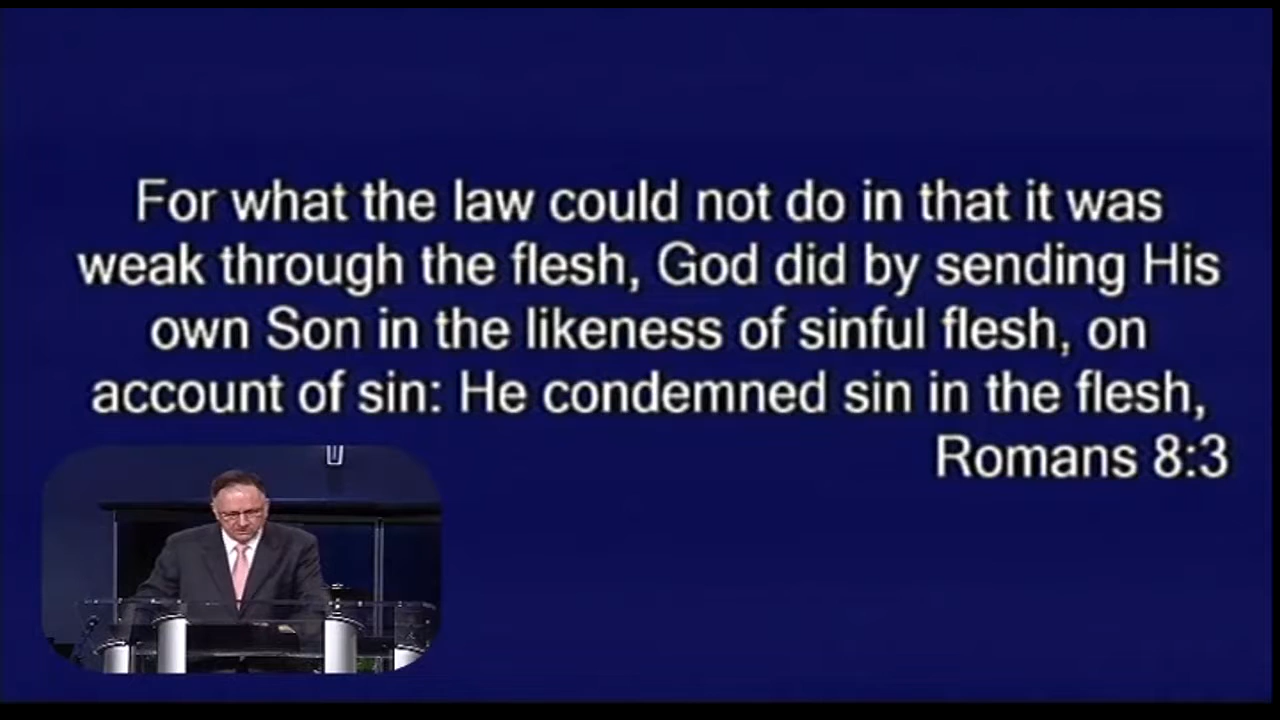 For what the law could not do in that it was
weak through the flesh, God did by sending His
own Son in the likeness of sinful flesh, on
account of sin: He condemned sin in the flesh,
Romans 8:3